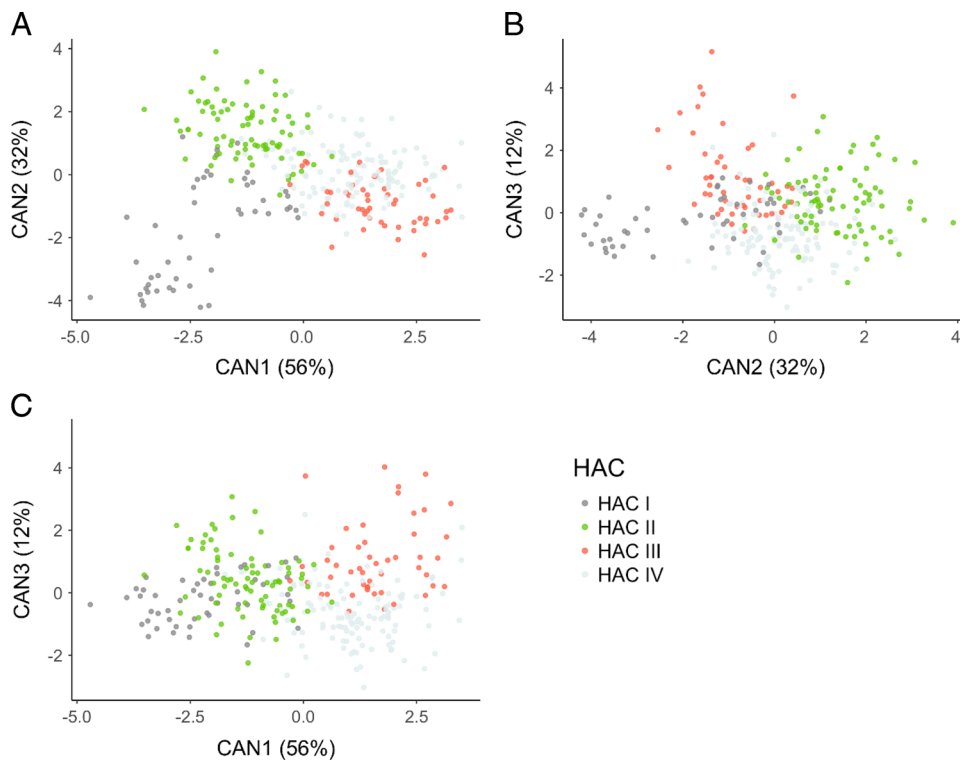 A
4
2
0
-2
-4
CAN2 (32%)
-5.0 -2.5 0.0 2.5
CAN1 (56%)
B
4
2
0
-2
CAN3 (12%)
-4 -2 0 2 4
CAN2 (32%)
C
4
2
0
-2
CAN3 (12%)
-5.0 -2.5 0.0 2.5
CAN1 (56%)
HAC
HAC I
HAC II
HAC III
HAC IV